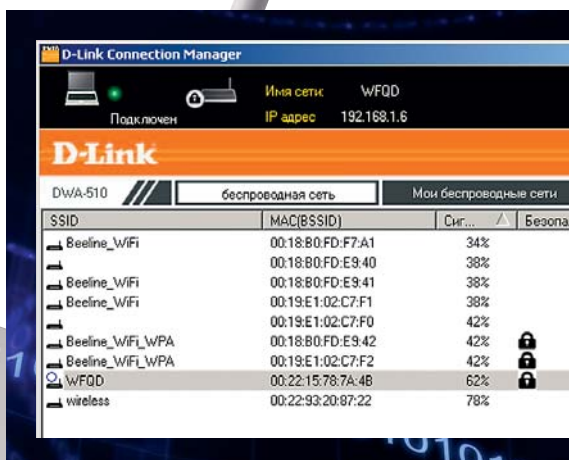 D-Link Connection Manager
Имя сети: WFQD
Подключен IP адрес 192.168.1.6
D-Link
DWA-510 беспроводная сеть Мои беспроводные сети
SSID MAC(BSSID) Сиг... Безопа
Beeline_WiFi 00:18:B0:FD:F7:A1 34%
00:18:B0:FD:E9:40 38%
Beeline_WiFi 00:18:B0:FD:E9:41 38%
Beeline_WiFi 00:19:E1:02:C7:F1 38%
00:19:E1:02:C7:F0 42%
Beeline_WiFi_WPA 00:18:B0:FD:E9:42 42%
Beeline_WiFi_WPA 00:19:E1:02:C7:F2 42%
WFQD 00:22:15:78:7A:4B 62%
wireless 00:22:93:20:87:22 78%